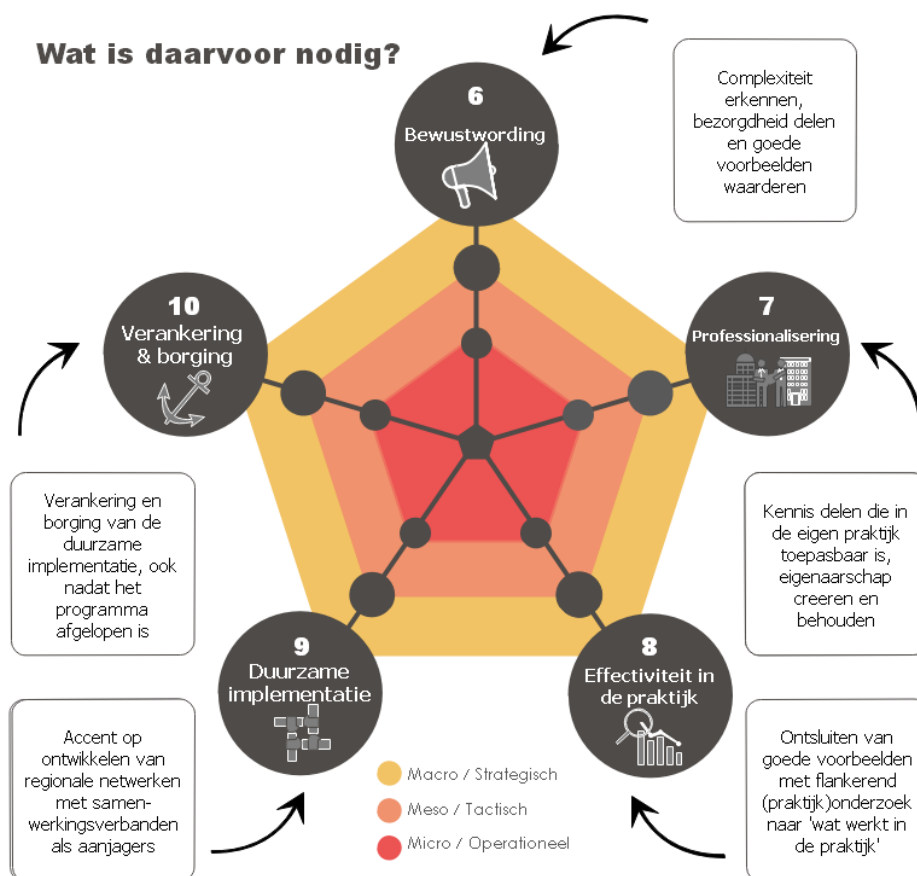 Wat is daarvoor nodig?
6
Bewustwording
Complexiteit
erkennen,
bezorgdheid delen
en goede
voorbeelden
waarderen
10
Verankering
& borging
7
Professionalisering
Verankering en
borging van de
duurzame
implementatie, ook
nadat het
programma
afgelopen is
Kennis delen die in
de eigen praktijk
toepasbaar is,
eigenaarschap
creeren en
behouden
9
Duurzame
implementatie
8
Effectiviteit in
de praktijk
Accent op
ontwikkelen van
regionale netwerken
met samen-
werkingsverbanden
als aanjagers
Macro / Strategisch
Meso / Tactisch
Micro / Operationeel
Ontsluiten van
goede voorbeelden
met flankerend
(praktijk)onderzoek
naar 'wat werkt in
de praktijk'